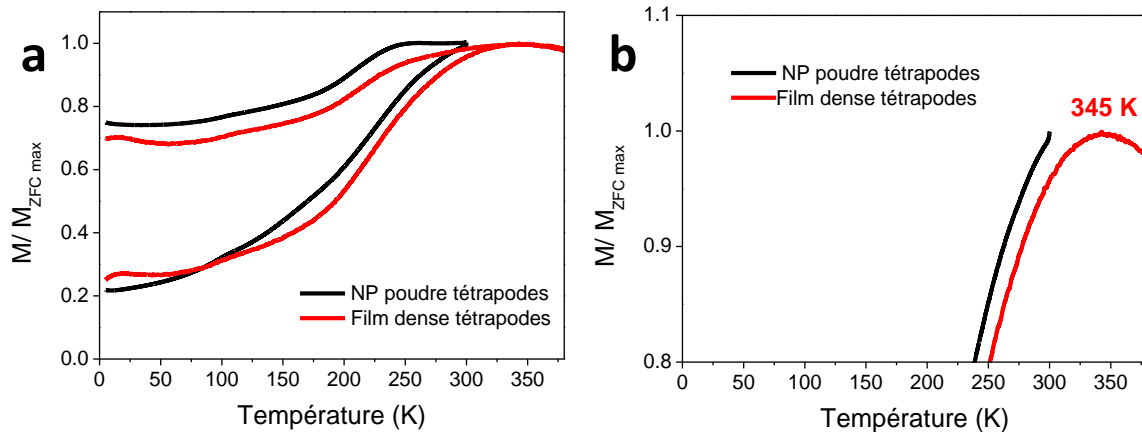 a
1.0
0.8
0.6
0.4
0.2
0.0
M/ M ZFC max
0 50 100 150 200 250 300 350
Température (K)
NP poudre tétrapodes
Film dense tétrapodes
b
1.1
1.0
0.9
0.8
M/ M ZFC max
0 50 100 150 200 250 300 350
Température (K)
NP poudre tétrapodes
Film dense tétrapodes
345 K